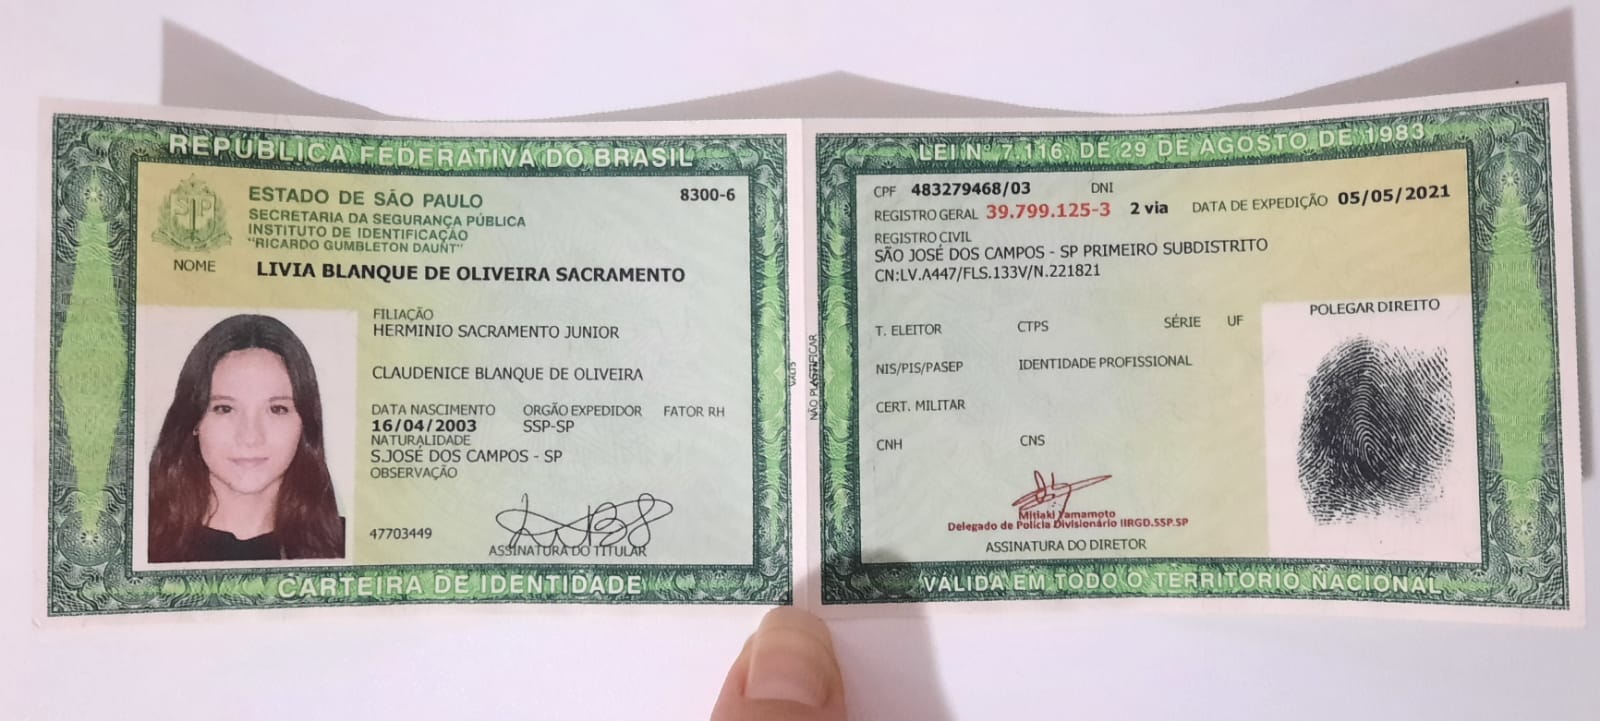 REPÚBLICA FEDERATIVA DO BRASIL
ESTADO DE SÃO PAULO
8300-6
SECRETARIA DA SEGURANÇA PÚBLICA
INSTITUTO DE IDENTIFICAÇÃO
"RICARDO GUMBLETON DAUNT"
NOME LIVIA BLANQUE DE OLIVEIRA SACRAMENTO
FILIAÇÃO
HERMINIO SACRAMENTO JUNIOR
CLAUDENICE BLANQUE DE OLIVEIRA
DATA NASCIMENTO ORGÃO EXPEDIDOR FATOR RH
16/04/2003 SSP-SP
NATURALIDADE
S.JOSÉ DOS CAMPOS - SP
OBSERVAÇÃO
47703449
ASSINATURA DO TITULAR
CARTEIRA DE IDENTIDADE
NÃO PLASTIFICAR
LEI Nº 7.116, DE 29 DE AGOSTO DE 1983
CPF 483279468/03 DNI
REGISTRO GERAL 39.799.125-3 2 via DATA DE EXPEDIÇÃO 05/05/2021
REGISTRO CIVIL
SÃO JOSÉ DOS CAMPOS - SP PRIMEIRO SUBDISTRITO
CN:LV.A447/FLS.133V/N.221821
POLEGAR DIREITO
T. ELEITOR CTPS SÉRIE UF
NIS/PIS/PASEP IDENTIDADE PROFISSIONAL
CERT. MILITAR
CNH CNS
Mitiaki Yamamoto
Delegado de Polícia Divisionário IIRGD.SSP.SP
ASSINATURA DO DIRETOR
VÁLIDA EM TODO O TERRITÓRIO NACIONAL